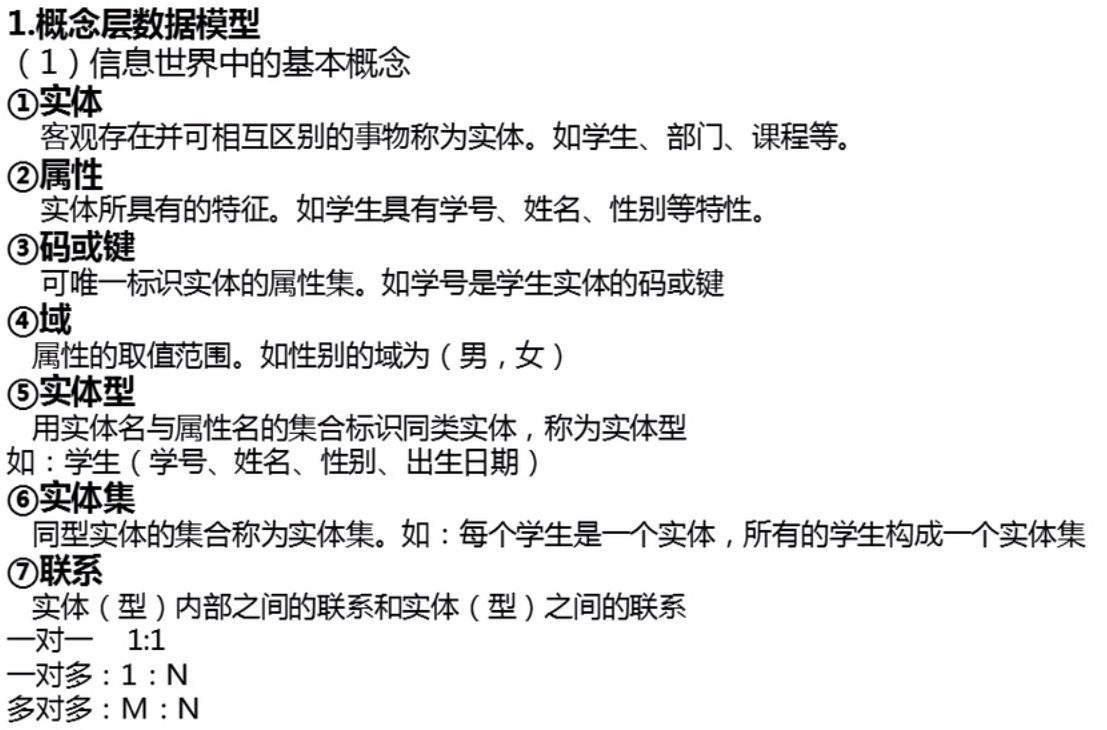 1.概念层数据模型
（1）信息世界中的基本概念
①实体
客观存在并可相互区别的事物称为实体。如学生、部门、课程等。
②属性
实体所具有的特征。如学生具有学号、姓名、性别等特性。
③码或键
可唯一标识实体的属性集。如学号是学生实体的码或键
④域
属性的取值范围。如性别的域为（男，女）
⑤实体型
用实体名与属性名的集合标识同类实体，称为实体型
如：学生（学号、姓名、性别、出生日期）
⑥实体集
同型实体的集合称为实体集。如：每个学生是一个实体，所有的学生构成一个实体集
⑦联系
实体（型）内部之间的联系和实体（型）之间的联系
一对一 1:1
一对多：1：N
多对多：M：N